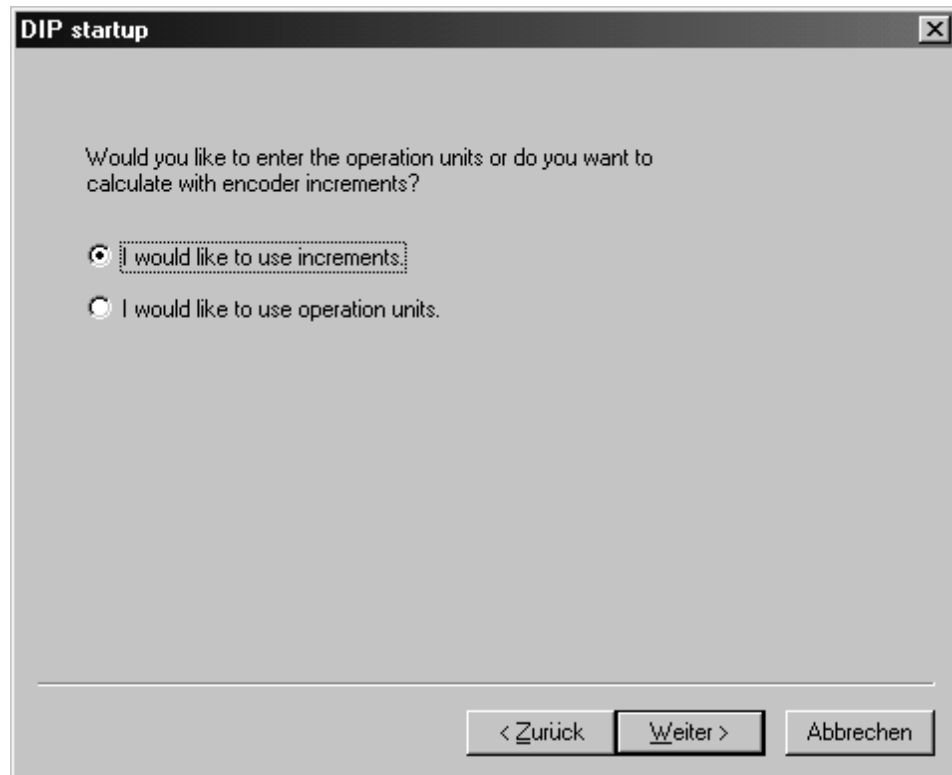 DIP startup
Would you like to enter the operation units or do you want to
calculate with encoder increments?
I would like to use increments.
I would like to use operation units.
< Zurück
Weiter >
Abbrechen